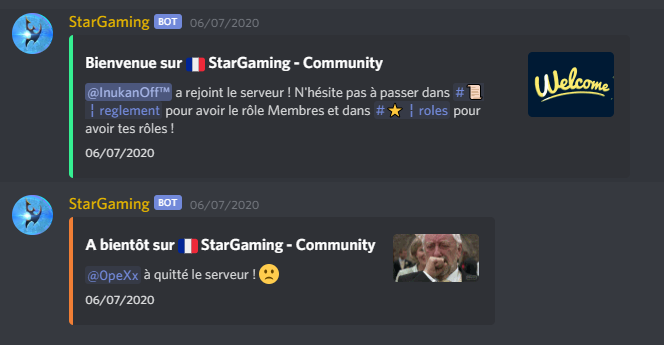 StarGaming BOT 06/07/2020
Bienvenue sur 🇫🇷 StarGaming - Community
Welcome
@InukanOff™ a rejoint le serveur ! N'hésite pas à passer dans #📜
┆reglement pour avoir le rôle Membres et dans #⭐┆roles pour
avoir tes rôles !
06/07/2020
StarGaming BOT 06/07/2020
A bientôt sur 🇫🇷 StarGaming - Community
@0peXx à quitté le serveur ! 🙁
06/07/2020